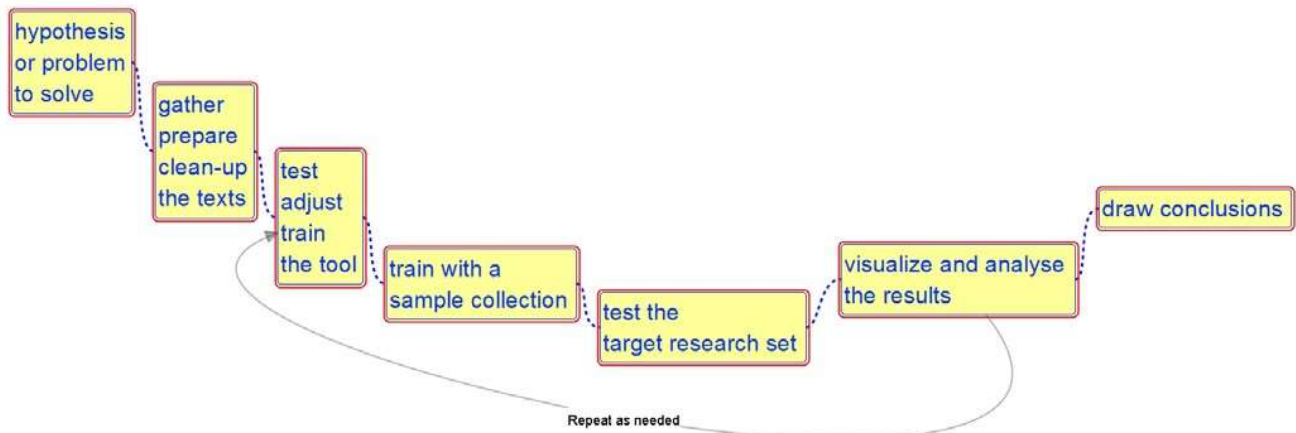 hypothesis
or problem
to solve
gather
prepare
clean-up
the texts
test
adjust
train
the tool
train with a
sample collection
test the
target research set
visualize and analyse
the results
draw conclusions
Repeat as needed